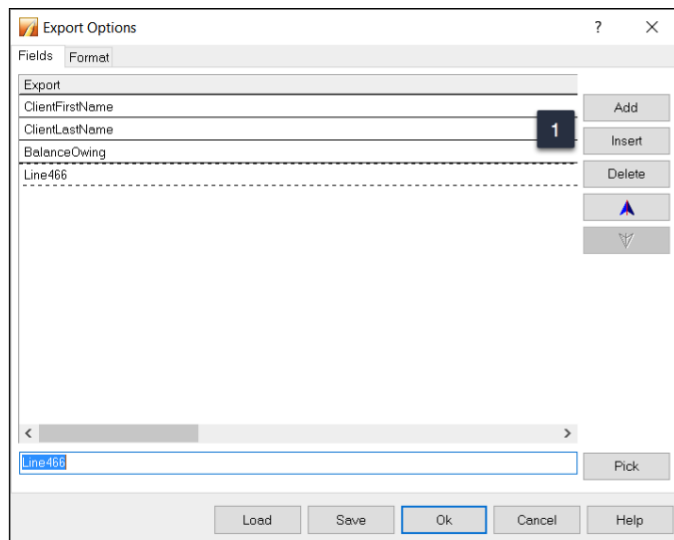 Export Options ? ×
Fields Format
Export
ClientFirstName
ClientLastName
BalanceOwing
Line466
1
Add
Insert
Delete
Line466
Pick
Load Save Ok Cancel Help